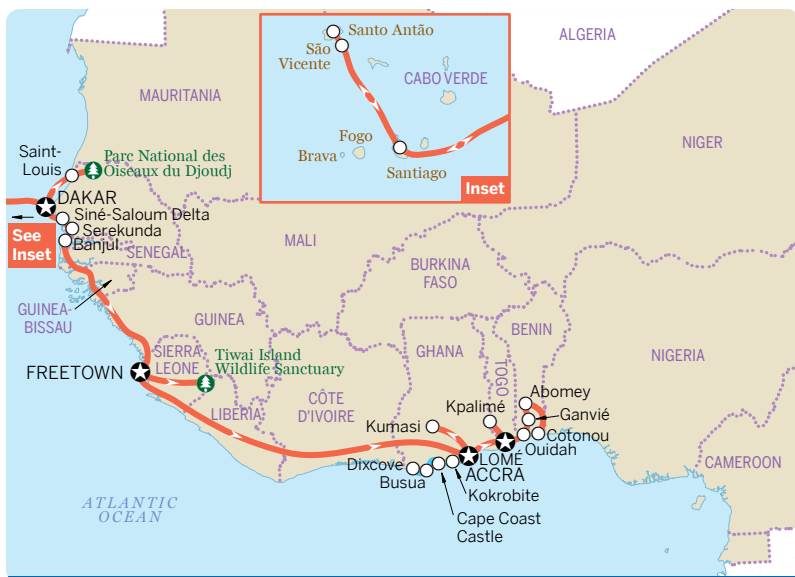 Santo Antão
São
Vicente
CABO VERDE
Fogo
Brava
Santiago
Inset
ALGERIA
MAURITANIA
NIGER
Saint-
Louis
Parc National des
Oiseaux du Djoudj
DAKAR
Siné-Saloum Delta
Serekunda
Banjul
See
Inset
SENEGAL
MALI
BURKINA
FASO
GUINEA-
BISSAU
GUINEA
BENIN
GHANA
TOGO
NIGERIA
SIERRA
LEONE
Tiwai Island
Wildlife Sanctuary
FREETOWN
LIBERIA
CÔTE
D'IVOIRE
Kumasi
Kpalimé
Abomey
Ganvié
Cotonou
Ouidah
LOMÉ
ACCRA
Dixcove
Busua
Kokrobite
Cape Coast
Castle
CAMEROON
ATLANTIC
OCEAN